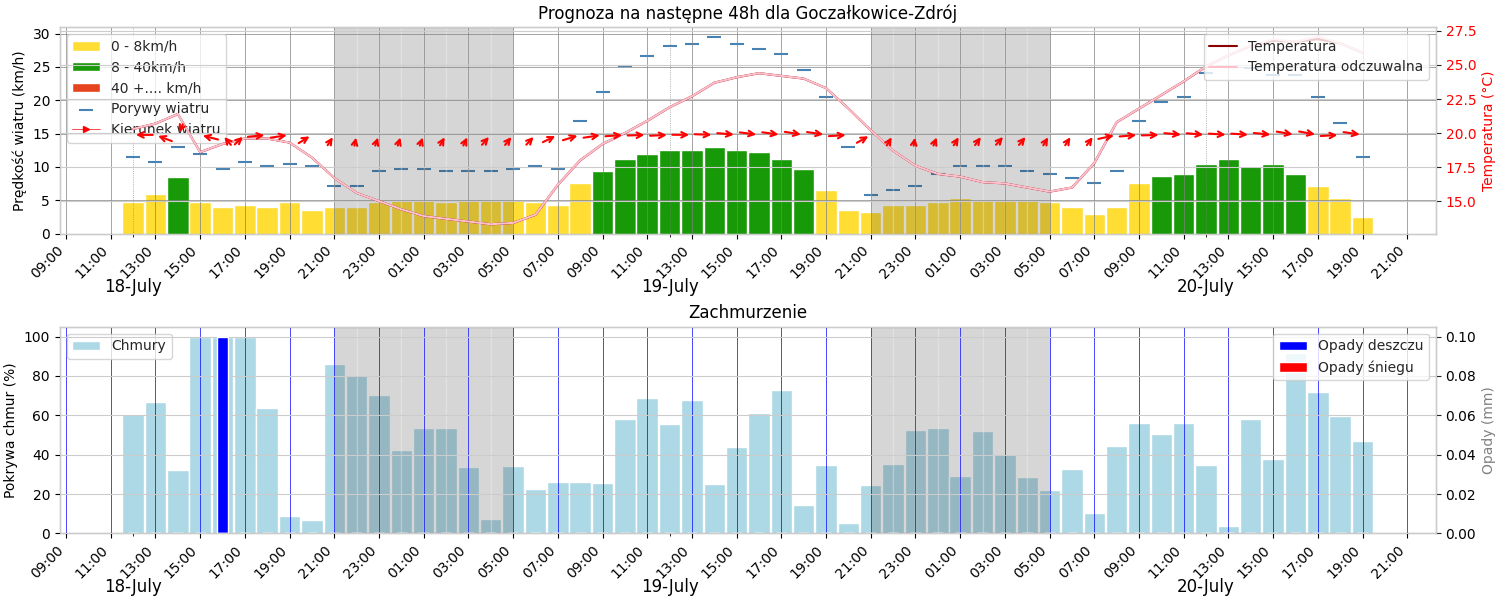 Prognoza na następne 48h dla Goczałkowice-Zdrój
Prędkość wiatru (km/h)
30
25
20
15
10
5
0
0 - 8km/h
8 - 40km/h
40 +.... km/h
Porywy wiatru
Kierunek wiatru
Temperatura
Temperatura odczuwalna
27.5
25.0
22.5
20.0
17.5
15.0
Temperatura (°C)
09:00 11:00 13:00 15:00 17:00 19:00 21:00 23:00 01:00 03:00 05:00 07:00 09:00 11:00 13:00 15:00 17:00 19:00 21:00 23:00 01:00 03:00 05:00 07:00 09:00 11:00 13:00 15:00 17:00 19:00 21:00
18-July 19-July 20-July
Zachmurzenie
Pokrywa chmur (%)
100
80
60
40
20
0
Chmury
Opady deszczu
Opady śniegu
0.10
0.08
0.06
0.04
0.02
0.00
Opady (mm)
09:00 11:00 13:00 15:00 17:00 19:00 21:00 23:00 01:00 03:00 05:00 07:00 09:00 11:00 13:00 15:00 17:00 19:00 21:00 23:00 01:00 03:00 05:00 07:00 09:00 11:00 13:00 15:00 17:00 19:00 21:00
18-July 19-July 20-July